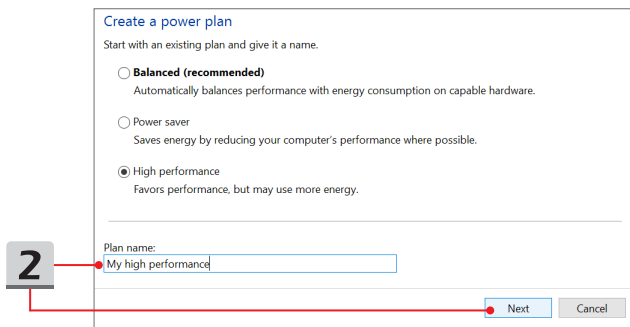 Create a power plan
Start with an existing plan and give it a name.
Balanced (recommended)
Automatically balances performance with energy consumption on capable hardware.
Power saver
Saves energy by reducing your computer's performance where possible.
High performance
Favors performance, but may use more energy.
Plan name:
My high performance
2
Next Cancel